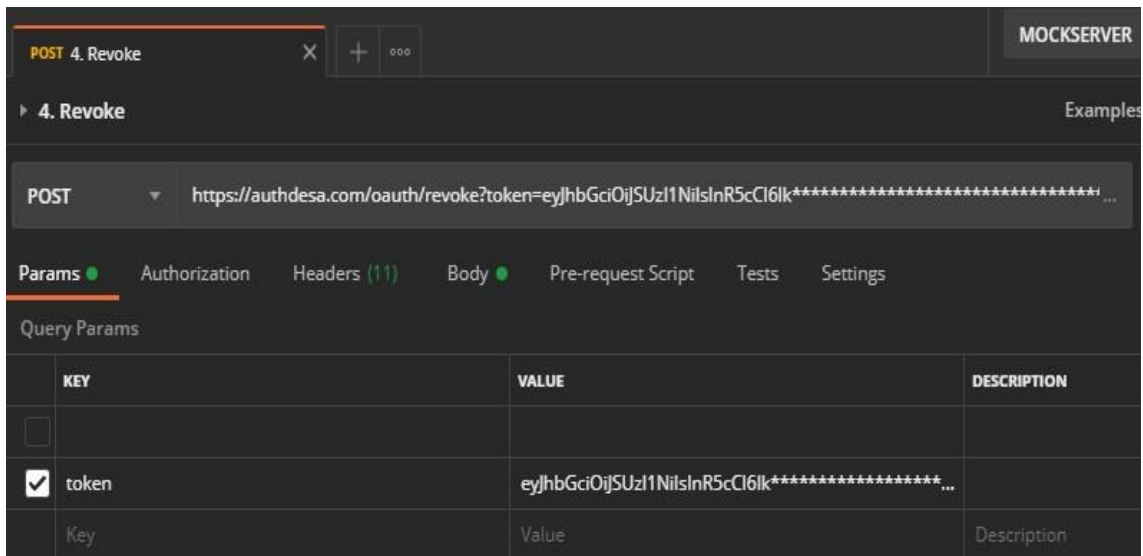 POST 4. Revoke
MOCKSERVER
4. Revoke
Examples
POST https://authdesa.com/oauth/revoke?token=eyJhbGciOiJSUzI1NiIsInR5cCI6Ik*********************************...
Params Authorization Headers (11) Body Pre-request Script Tests Settings
Query Params
KEY VALUE DESCRIPTION
token eyJhbGciOiJSUzI1NiIsInR5cCI6Ik******************...
Key Value Description